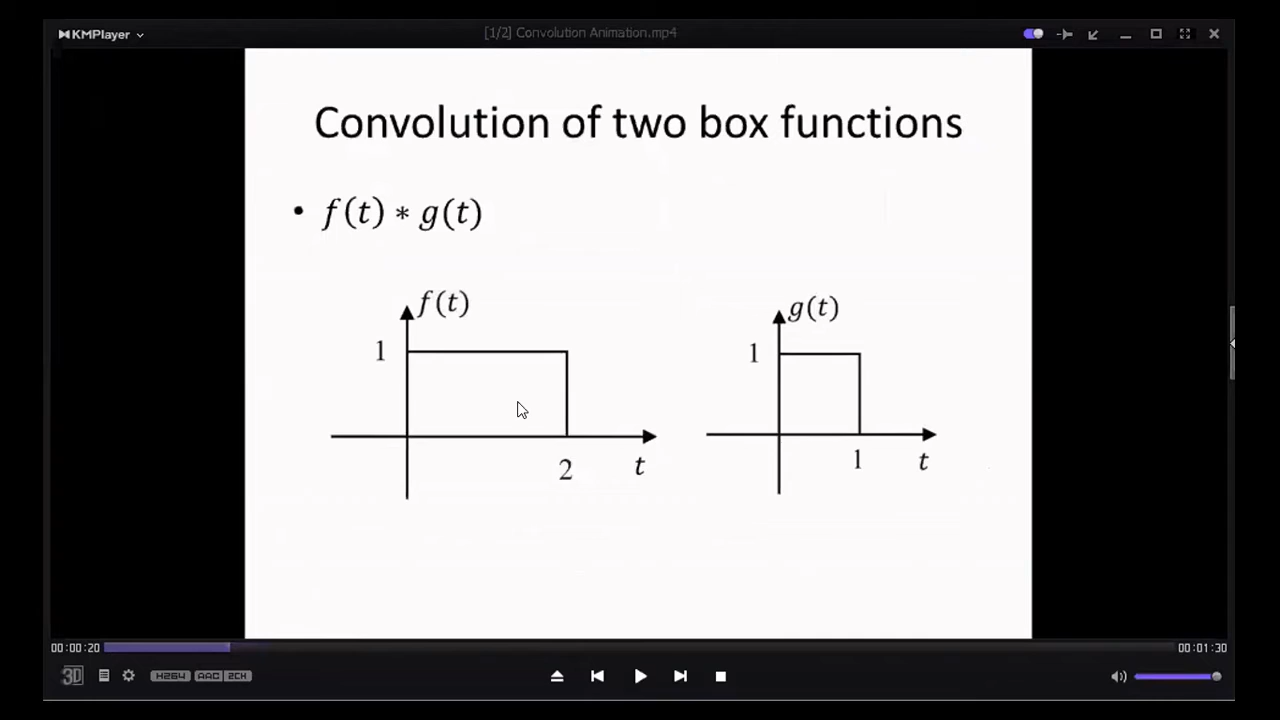 KMPlayer
[1/2] Convolution Animation.mp4
Convolution of two box functions
• f(t) ∗ g(t)
f(t)
1
2
t
g(t)
1
1
t
00:00:20
00:01:30
3D
H264 AAC 2CH